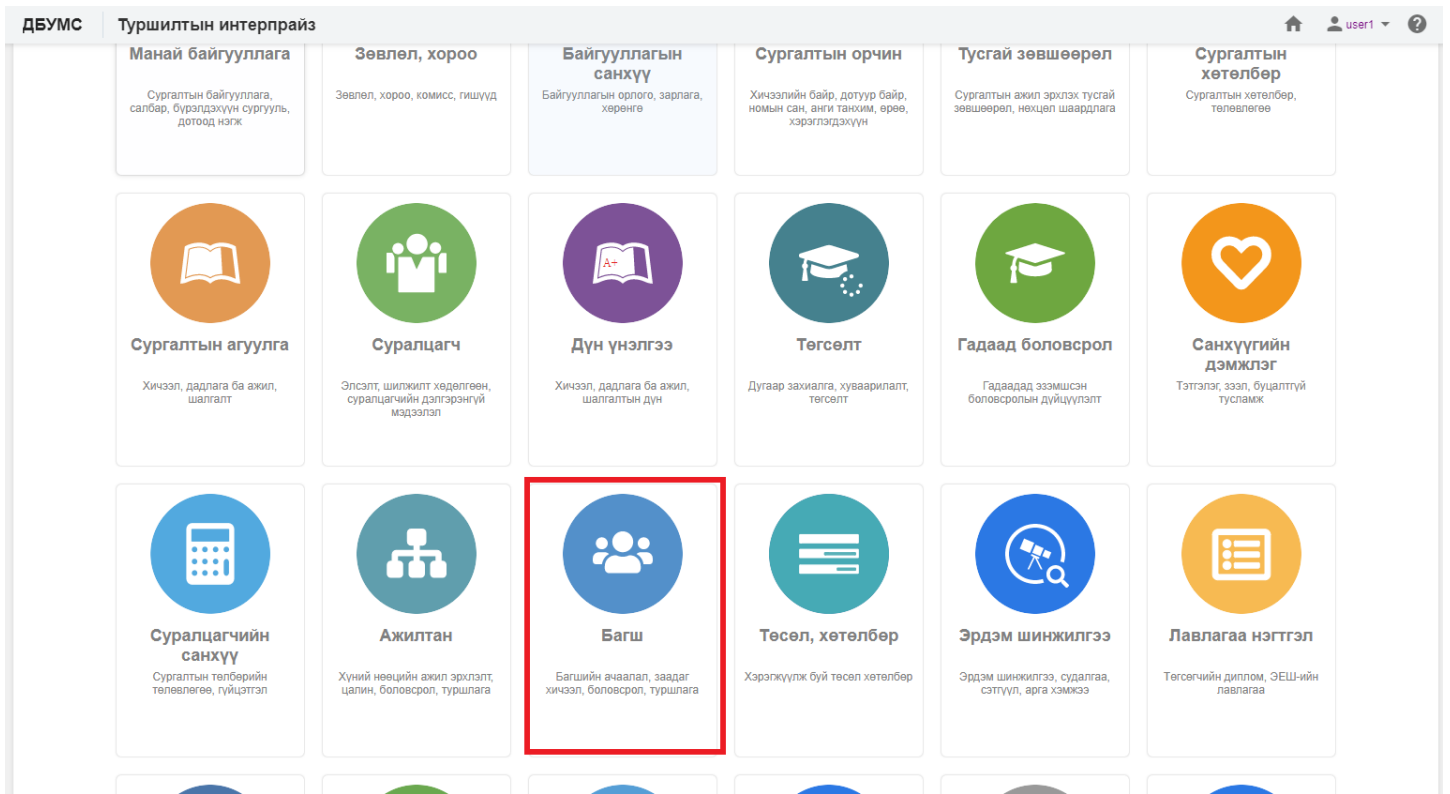 ДБУМС Туршилтын интерпрайз user1
Манай байгууллага
Сургалтын байгууллага,
салбар, бүрэлдэхүүн сургууль,
дотоод нэгж
Зөвлөл, хороо
Зөвлөл, хороо, комисс, гишүүд
Байгууллагын
санхүү
Байгууллагын орлого, зарлага,
хөрөнгө
Сургалтын орчин
Хичээлийн байр, дотуур байр,
номын сан, анги танхим, өрөө,
хэрэглэгдэхүүн
Тусгай зөвшөөрөл
Сургалтын ажил эрхлэх тусгай
зөвшөөрөл, нөхцөл шаардлага
Сургалтын
хөтөлбөр
Сургалтын хөтөлбөр,
төлөвлөгөө
Сургалтын агуулга
Хичээл, дадлага ба ажил,
шалгалт
Суралцагч
Элсэлт, шилжилт хөдөлгөөн,
суралцагчийн дэлгэрэнгүй
мэдээлэл
A+
Дүн үнэлгээ
Хичээл, дадлага ба ажил,
шалгалтын дүн
Төгсөлт
Дугаар захиалга, хуваарилалт,
төгсөлт
Гадаад боловсрол
Гадаадад эзэмшсэн
боловсролын дүйцүүлэлт
Санхүүгийн
дэмжлэг
Тэтгэлэг, зээл, буцалтгүй
тусламж
Суралцагчийн
санхүү
Сургалтын төлбөрийн
төлөвлөгөө, гүйцэтгэл
Ажилтан
Хүний нөөцийн ажил эрхлэлт,
цалин, боловсрол, туршлага
Багш
Багшийн ачаалал, заадаг
хичээл, боловсрол, туршлага
Төсөл, хөтөлбөр
Хэрэгжүүлж буй төсөл хөтөлбөр
Эрдэм шинжилгээ
Эрдэм шинжилгээ, судалгаа,
сэтгүүл, арга хэмжээ
Лавлагаа нэгтгэл
Төгсөгчийн диплом, ЭЕШ-ийн
лавлагаа